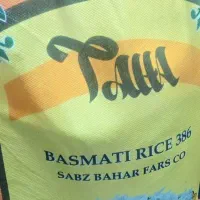 TAHA
BASMATI RICE 386
SABZ BAHAR FARS CO